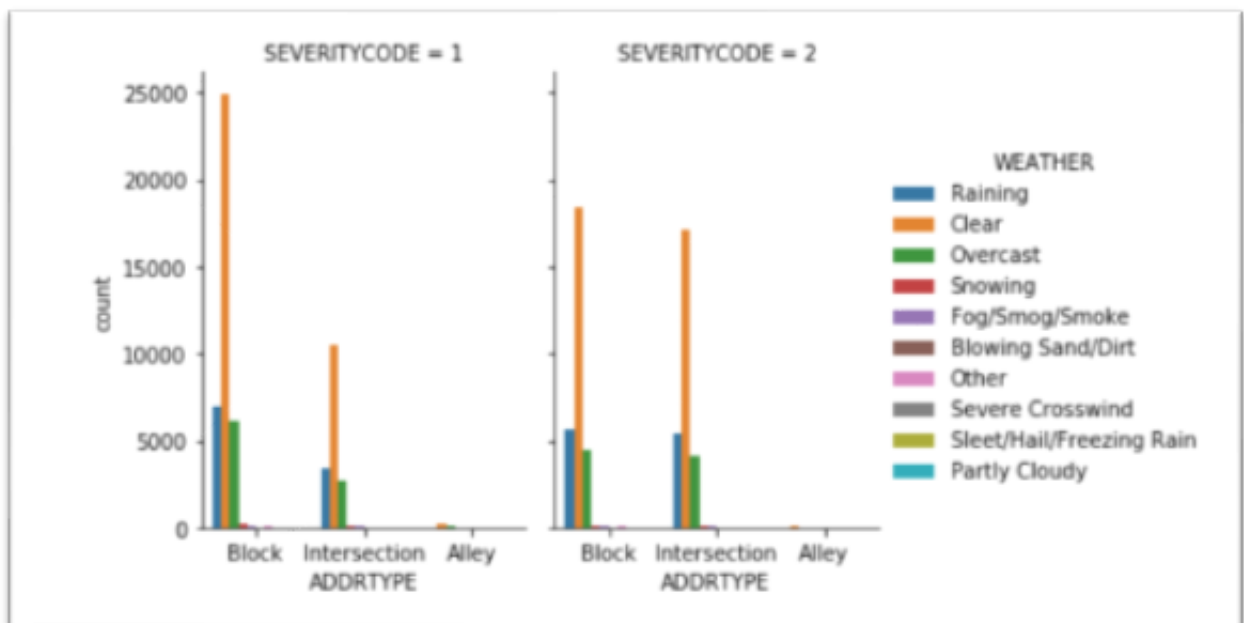 SEVERITYCODE = 1
SEVERITYCODE = 2
25000
20000
15000
10000
5000
0
count
Block Intersection Alley
ADDRTYPE
Block Intersection Alley
ADDRTYPE
WEATHER
Raining
Clear
Overcast
Snowing
Fog/Smog/Smoke
Blowing Sand/Dirt
Other
Severe Crosswind
Sleet/Hail/Freezing Rain
Partly Cloudy